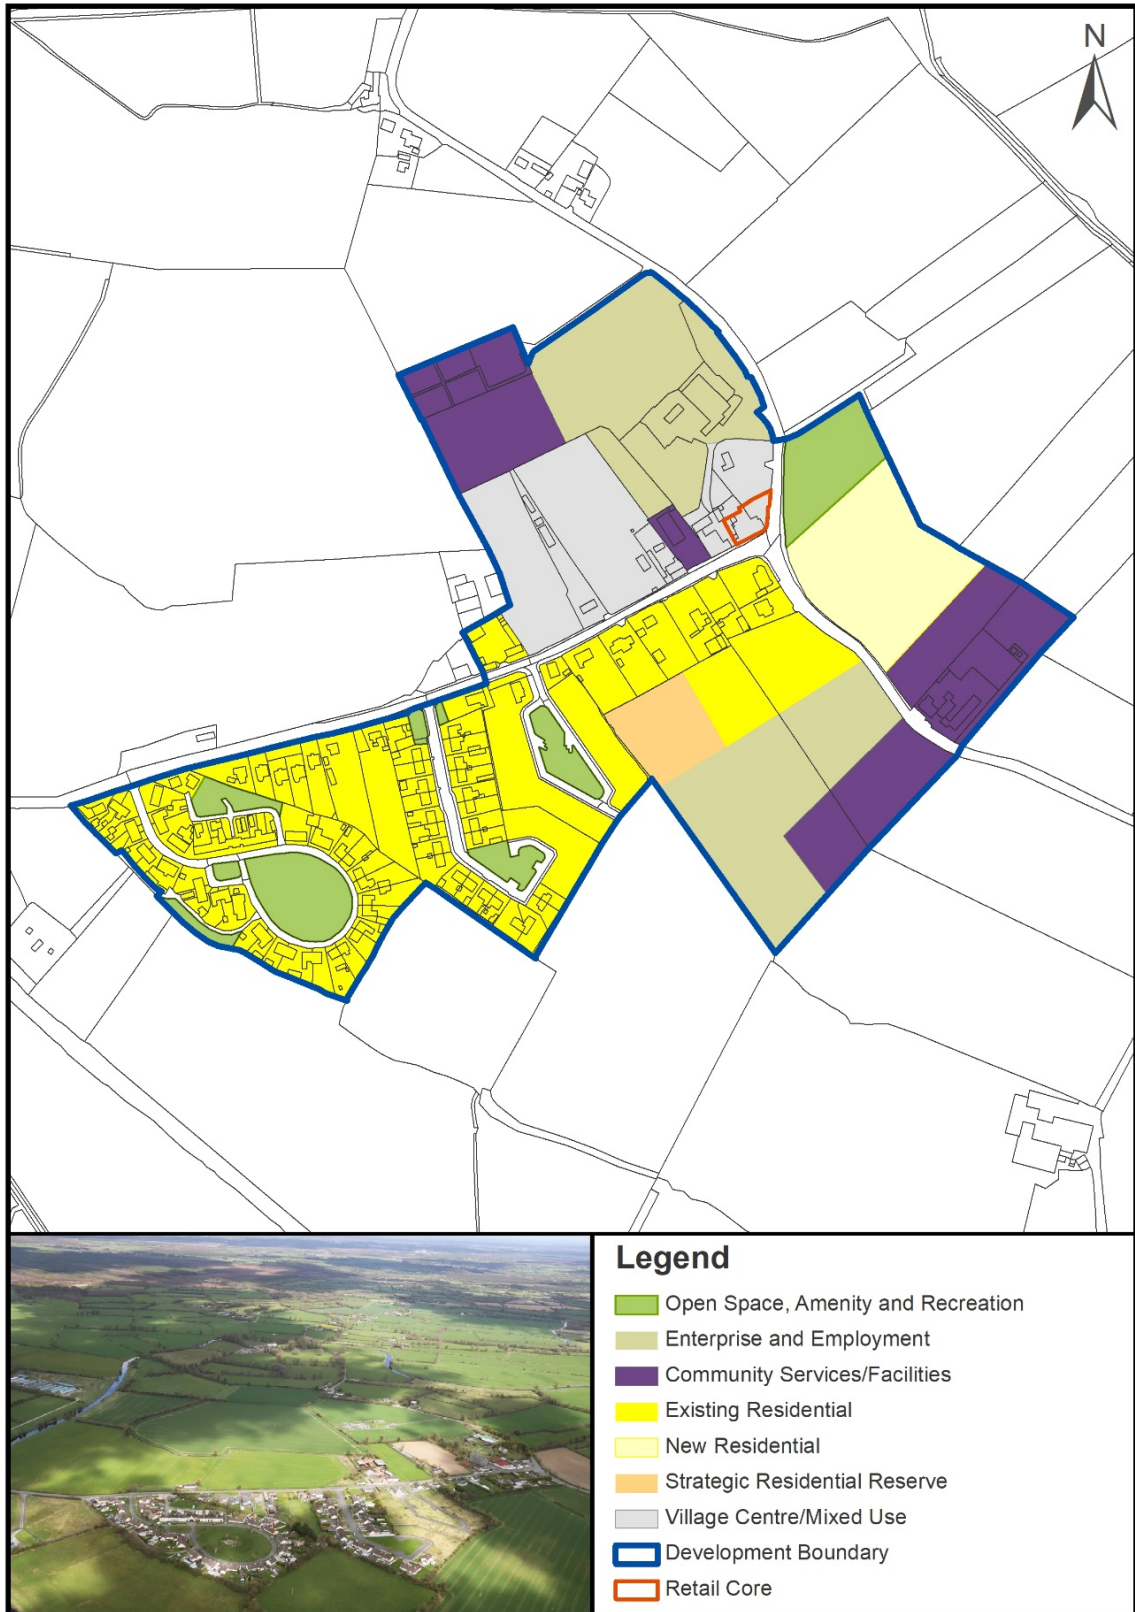 N
Legend
Open Space, Amenity and Recreation
Enterprise and Employment
Community Services/Facilities
Existing Residential
New Residential
Strategic Residential Reserve
Village Centre/Mixed Use
Development Boundary
Retail Core